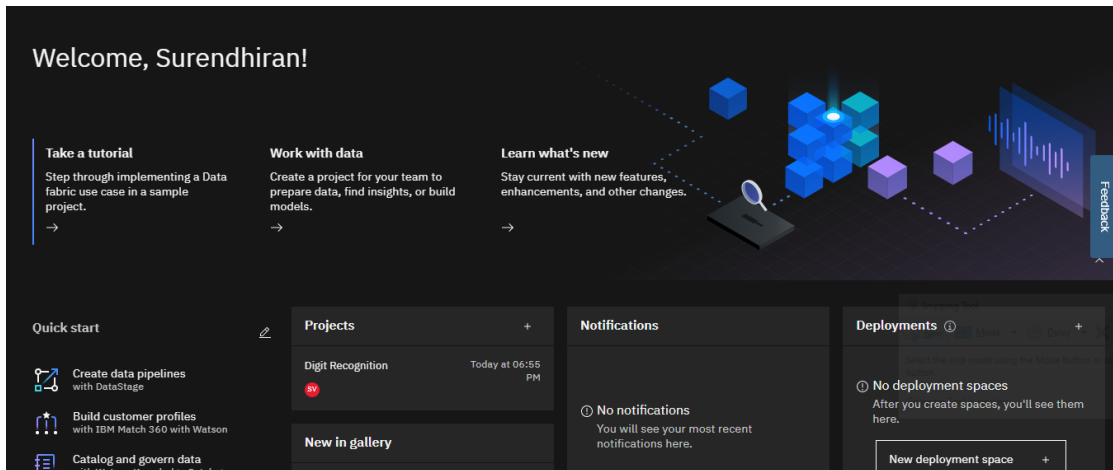 Welcome, Surendhiran!
Take a tutorial
Step through implementing a Data
fabric use case in a sample
project.
Work with data
Create a project for your team to
prepare data, find insights, or build
models.
Learn what's new
Stay current with new features,
enhancements, and other changes.
Feedback
Quick start
Create data pipelines
with DataStage
Build customer profiles
with IBM Match 360 with Watson
Catalog and govern data
Projects
Digit Recognition
Today at 06:55
PM
SV
New in gallery
Notifications
No notifications
You will see your most recent
notifications here.
Deployments
Snipping Tool
No deployment spaces
After you create spaces, you'll see them
here.
New deployment space